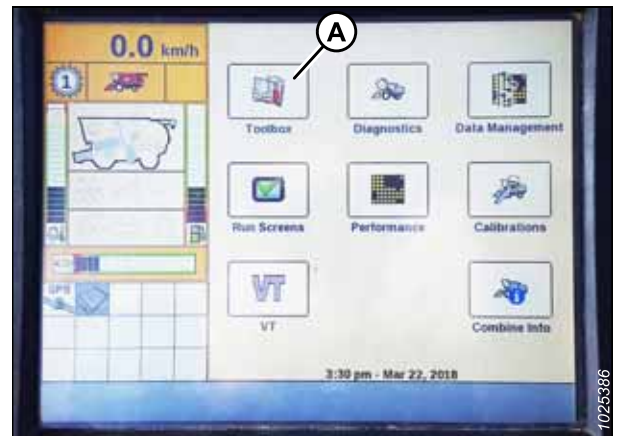 A
0.0 km/h
1
Toolbox
Diagnostics
Data Management
Run Screens
Performance
Calibrations
GPS
VT
VT
Combine Info
3:30 pm - Mar 22, 2018
1025386